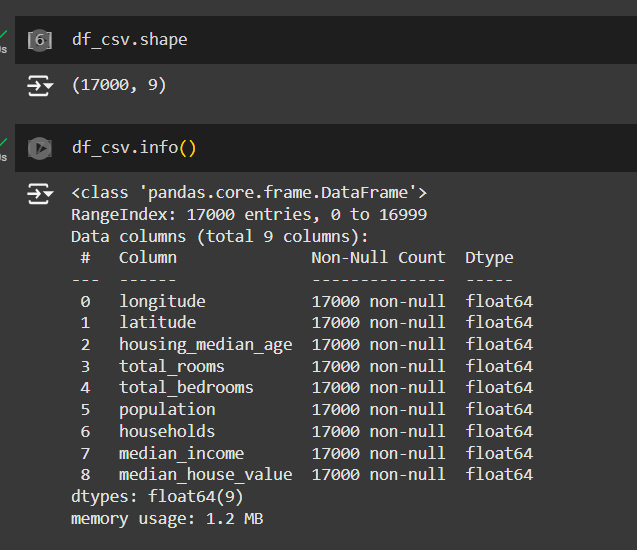 [6] df_csv.shape
(17000, 9)
s
df_csv.info()
s
<class 'pandas.core.frame.DataFrame'>
RangeIndex: 17000 entries, 0 to 16999
Data columns (total 9 columns):
 #   Column              Non-Null Count  Dtype
---  ------              --------------  -----
 0   longitude           17000 non-null  float64
 1   latitude            17000 non-null  float64
 2   housing_median_age  17000 non-null  float64
 3   total_rooms         17000 non-null  float64
 4   total_bedrooms      17000 non-null  float64
 5   population          17000 non-null  float64
 6   households          17000 non-null  float64
 7   median_income       17000 non-null  float64
 8   median_house_value  17000 non-null  float64
dtypes: float64(9)
memory usage: 1.2 MB